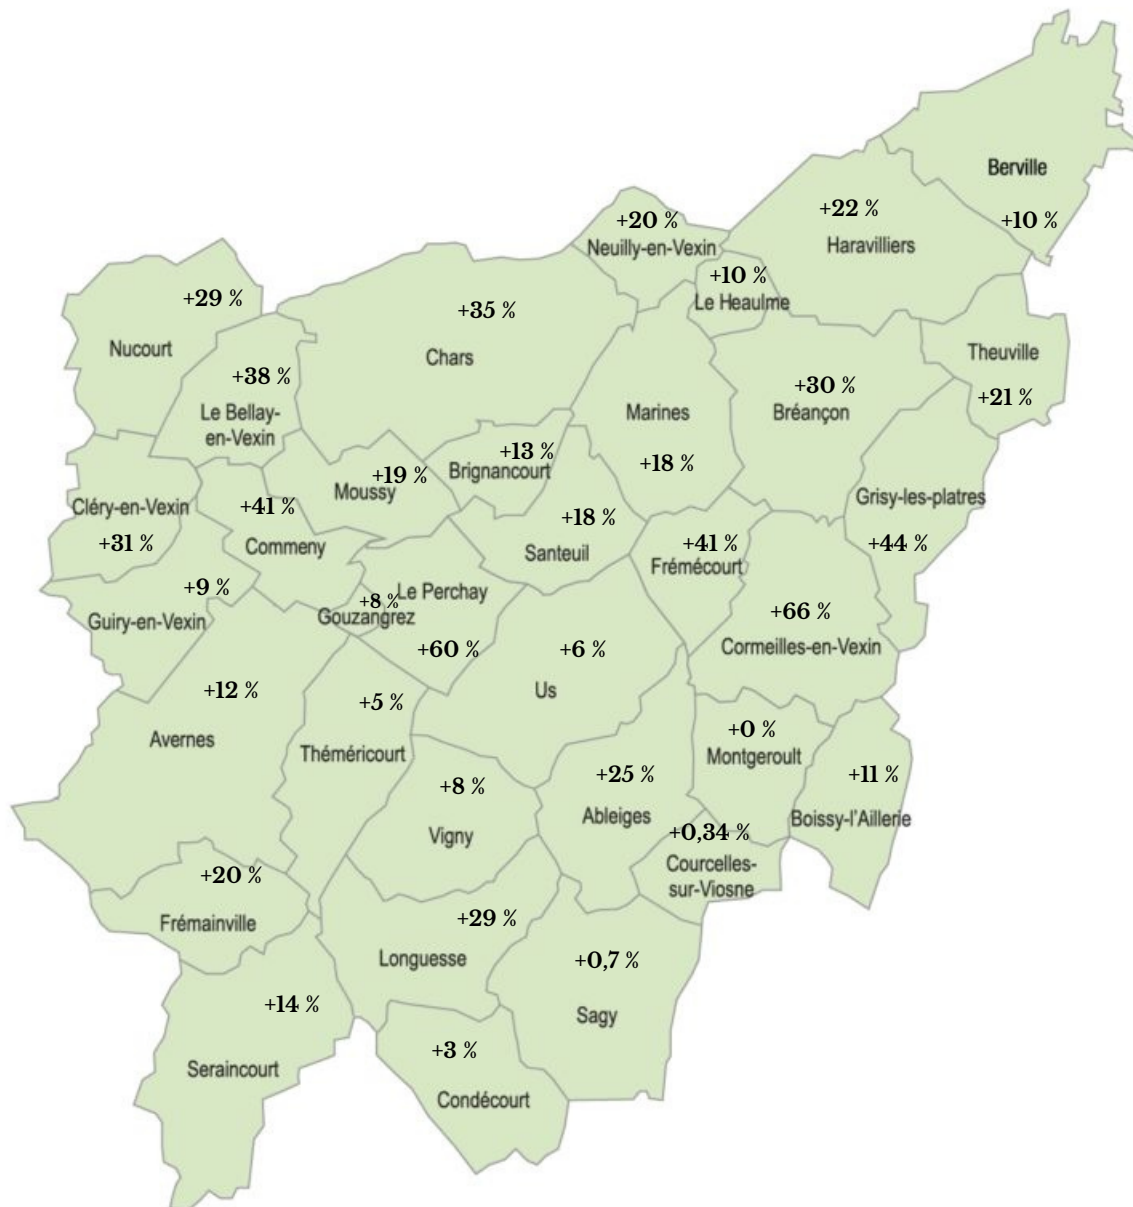 Berville
+10 %
+22 %
Haravilliers
+20 %
Neuilly-en-Vexin
+10 %
Le Heaulme
+29 %
Nucourt
+35 %
Chars
Theuville
+21 %
+38 %
Le Bellay-
en-Vexin
+30 %
Bréançon
Marines
+18 %
+13 %
Brignancourt
+19 %
Moussy
Grisy-les-platres
+44 %
Cléry-en-Vexin
+31 %
+41 %
Commeny
+18 %
Santeuil
+41 %
Frémécourt
+9 %
Guiry-en-Vexin
+8 %
Gouzangrez
Le Perchay
+60 %
+66 %
Cormeilles-en-Vexin
+6 %
Us
+12 %
Avernes
+5 %
Théméricourt
+0 %
Montgeroult
+8 %
Vigny
+25 %
Ableiges
+11 %
Boissy-l'Aillerie
+0,34 %
Courcelles-
sur-Viosne
+20 %
Frémainville
+29 %
Longuesse
+0,7 %
Sagy
+14 %
Seraincourt
+3 %
Condécourt